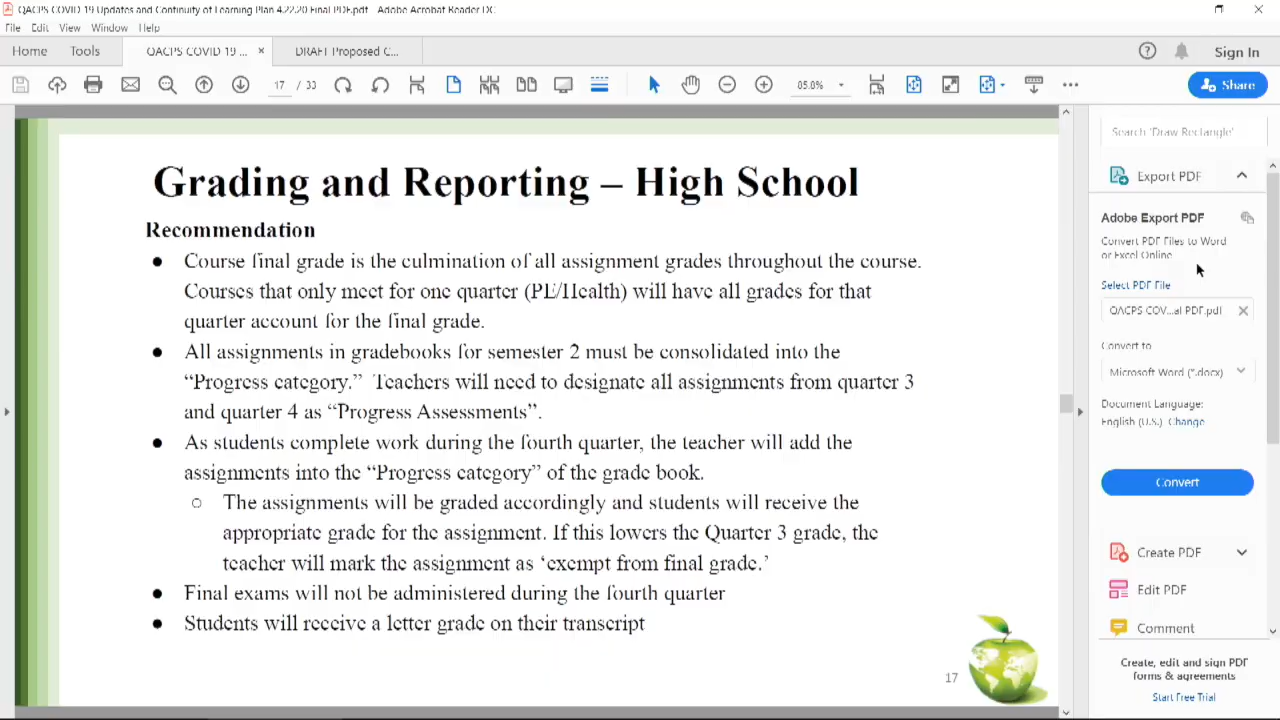 QACPS COVID 19 Updates and Continuity of Learning Plan 4.22.20 Final PDF.pdf - Adobe Acrobat Reader DC
File Edit View Window Help
Home Tools QACPS COVID 19 ... × DRAFT Proposed C... Sign In
17 / 33 85.8% Share
Search 'Draw Rectangle'
Export PDF
Adobe Export PDF
Convert PDF Files to Word
or Excel Online
Select PDF File
QACPS COV...al PDF.pdf
Convert to
Microsoft Word (*.docx)
Document Language:
English (U.S.) Change
Convert
Create PDF
Edit PDF
Comment
Create, edit and sign PDF
forms & agreements
Start Free Trial
Grading and Reporting – High School
Recommendation
● Course final grade is the culmination of all assignment grades throughout the course.
Courses that only meet for one quarter (PE/Health) will have all grades for that
quarter account for the final grade.
● All assignments in gradebooks for semester 2 must be consolidated into the
“Progress category.” Teachers will need to designate all assignments from quarter 3
and quarter 4 as “Progress Assessments”.
● As students complete work during the fourth quarter, the teacher will add the
assignments into the “Progress category” of the grade book.
○ The assignments will be graded accordingly and students will receive the
appropriate grade for the assignment. If this lowers the Quarter 3 grade, the
teacher will mark the assignment as ‘exempt from final grade.’
● Final exams will not be administered during the fourth quarter
● Students will receive a letter grade on their transcript
17